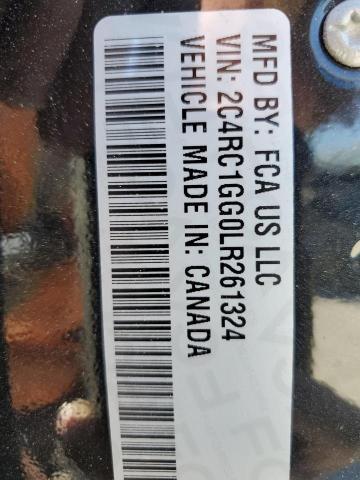 MFD BY: FCA US LLC
VIN: 2C4RC1GG0LR261324
VEHICLE MADE IN: CANADA